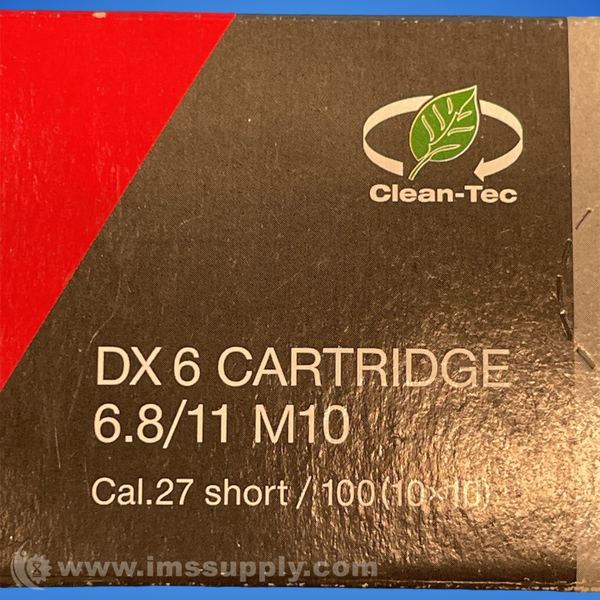 Clean-Tec
DX 6 CARTRIDGE
6.8/11 M10
Cal.27 short / 100 (10x10)
www.imssupply.com